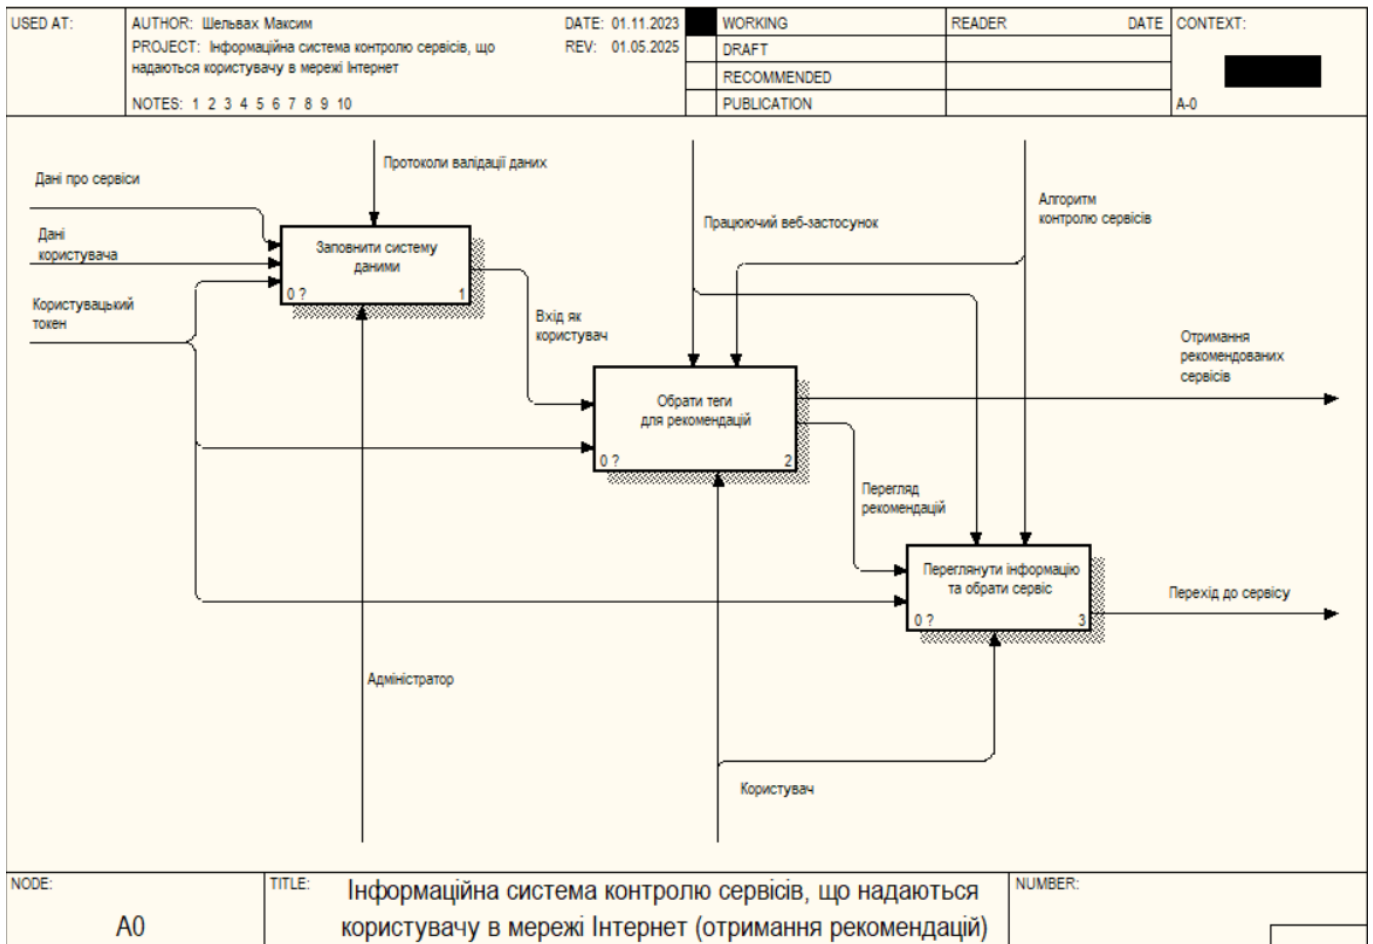 USED AT:
AUTHOR: Шельвах Максим
DATE: 01.11.2023
PROJECT: Інформаційна система контролю сервісів, що
REV: 01.05.2025
надаються користувачу в мережі Інтернет
NOTES: 1 2 3 4 5 6 7 8 9 10
WORKING
DRAFT
RECOMMENDED
PUBLICATION
READER
DATE
CONTEXT:
A-0
Дані про сервіси
Дані
користувача
Користувацький
токен
Протоколи валідації даних
Працюючий веб-застосунок
Алгоритм
контролю сервісів
Заповнити систему
даними
0 ?
1
Вхід як
користувач
Обрати теги
для рекомендацій
0 ?
2
Отримання
рекомендованих
сервісів
Перегляд
рекомендацій
Переглянути інформацію
та обрати сервіс
0 ?
3
Перехід до сервісу
Адміністратор
Користувач
NODE:
A0
TITLE:
Інформаційна система контролю сервісів, що надаються
користувачу в мережі Інтернет (отримання рекомендацій)
NUMBER: